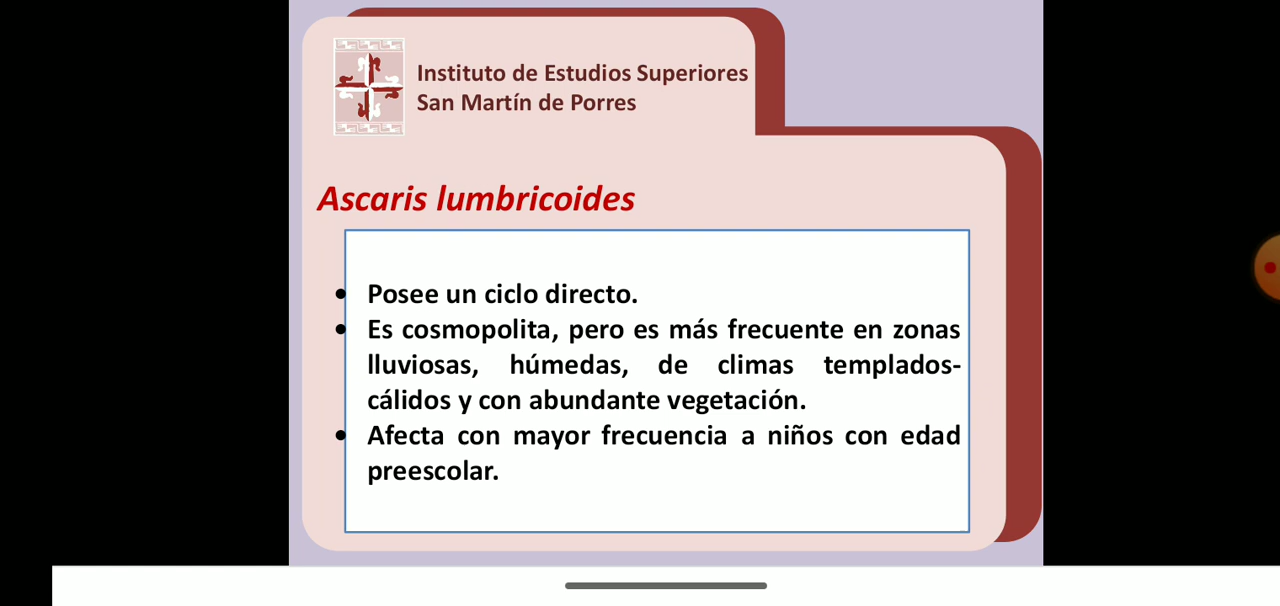 Instituto de Estudios Superiores
San Martín de Porres
Ascaris lumbricoides
• Posee un ciclo directo.
• Es cosmopolita, pero es más frecuente en zonas
lluviosas, húmedas, de climas templados-
cálidos y con abundante vegetación.
• Afecta con mayor frecuencia a niños con edad
preescolar.